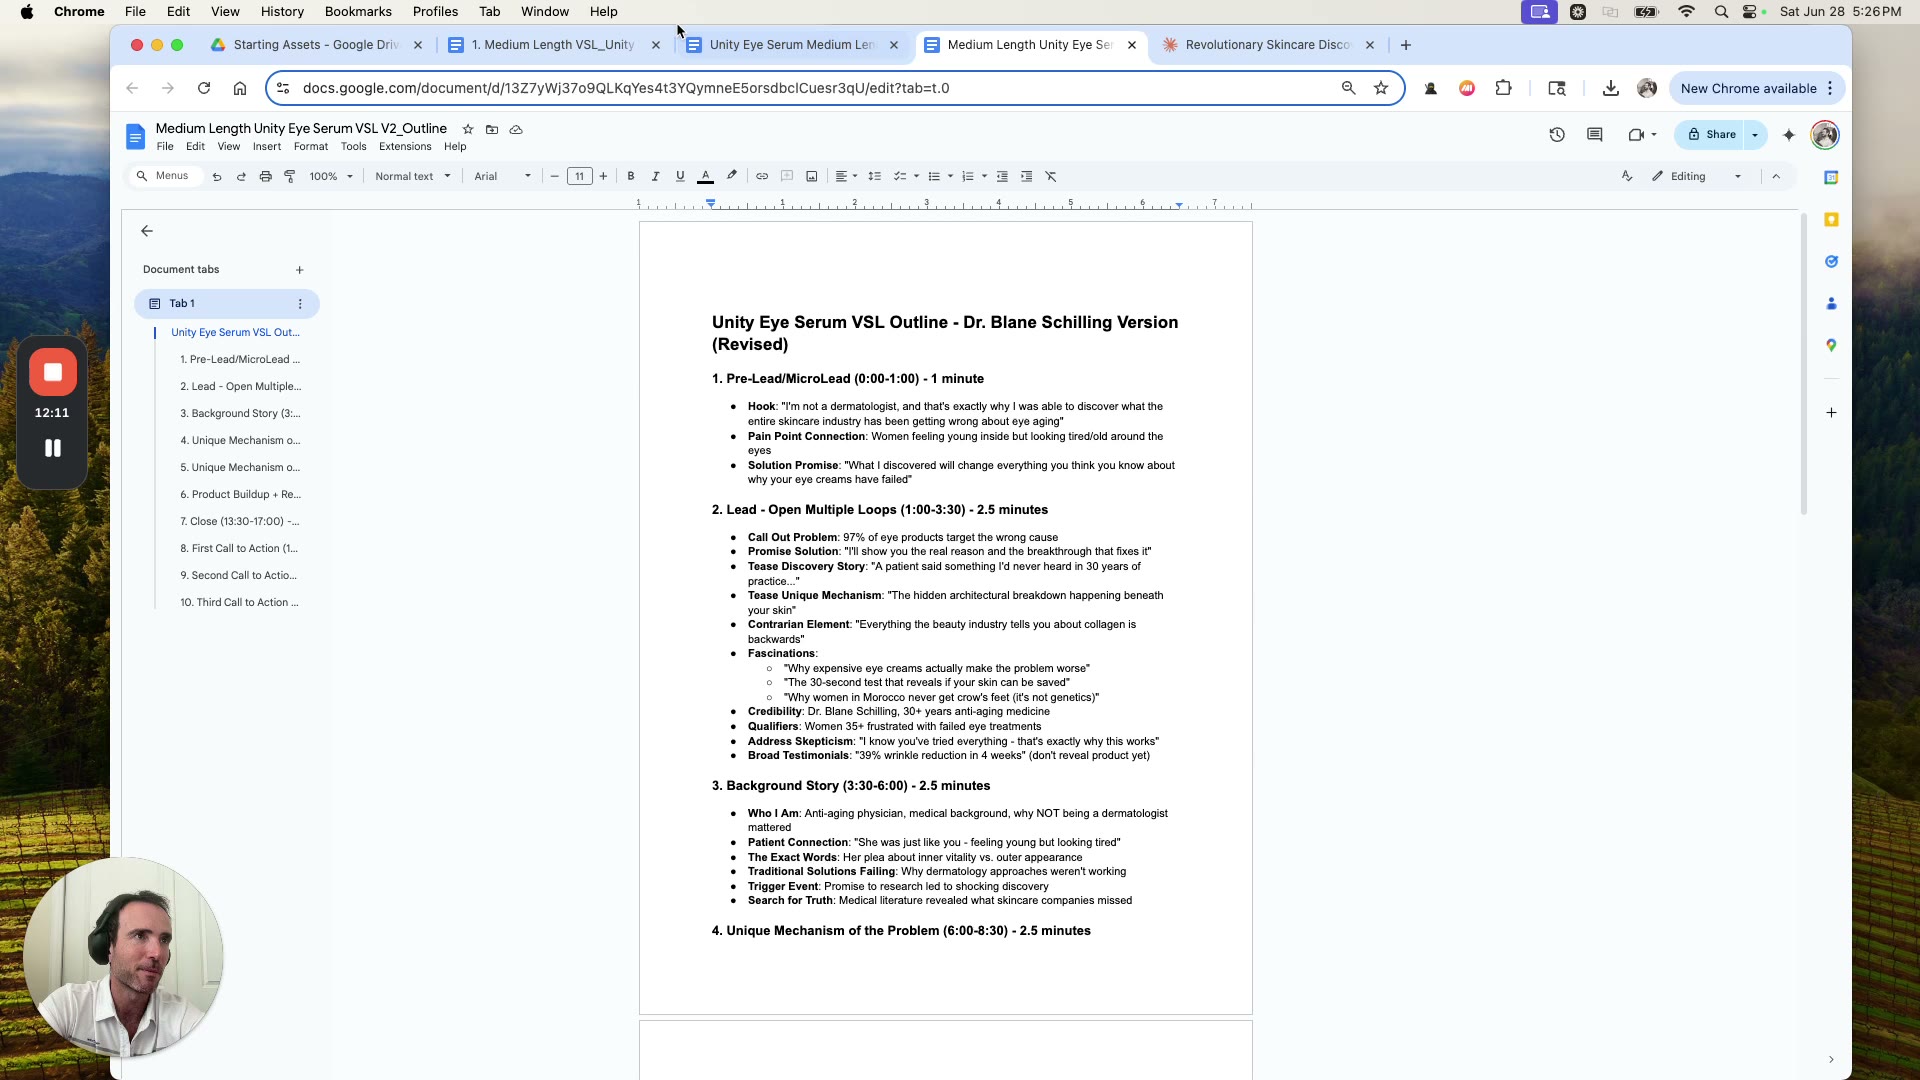 Chrome File Edit View History Bookmarks Profiles Tab Window Help Sat Jun 28 5:26 PM
Starting Assets - Google Driv 1. Medium Length VSL_Unity Unity Eye Serum Medium Len Medium Length Unity Eye Ser Revolutionary Skincare Disco
docs.google.com/document/d/13Z7yWj37o9QLKqYes4t3YQymneE5orsdbclCuesr3qU/edit?tab=t.0 New Chrome available
Medium Length Unity Eye Serum VSL V2_Outline
File Edit View Insert Format Tools Extensions Help
Share
Menus 100% Normal text Arial 11 Editing
1 1 2 3 4 5 6 7
Document tabs
Tab 1
Unity Eye Serum VSL Out...
1. Pre-Lead/MicroLead ...
2. Lead - Open Multiple...
3. Background Story (3:...
4. Unique Mechanism o...
5. Unique Mechanism o...
6. Product Buildup + Re...
7. Close (13:30-17:00) -...
8. First Call to Action (1...
9. Second Call to Actio...
10. Third Call to Action ...
12:11
Unity Eye Serum VSL Outline - Dr. Blane Schilling Version
(Revised)
1. Pre-Lead/MicroLead (0:00-1:00) - 1 minute
● Hook: "I'm not a dermatologist, and that's exactly why I was able to discover what the
entire skincare industry has been getting wrong about eye aging"
● Pain Point Connection: Women feeling young inside but looking tired/old around the
eyes
● Solution Promise: "What I discovered will change everything you think you know about
why your eye creams have failed"
2. Lead - Open Multiple Loops (1:00-3:30) - 2.5 minutes
● Call Out Problem: 97% of eye products target the wrong cause
● Promise Solution: "I'll show you the real reason and the breakthrough that fixes it"
● Tease Discovery Story: "A patient said something I'd never heard in 30 years of
practice..."
● Tease Unique Mechanism: "The hidden architectural breakdown happening beneath
your skin"
● Contrarian Element: "Everything the beauty industry tells you about collagen is
backwards"
● Fascinations:
○ "Why expensive eye creams actually make the problem worse"
○ "The 30-second test that reveals if your skin can be saved"
○ "Why women in Morocco never get crow's feet (it's not genetics)"
● Credibility: Dr. Blane Schilling, 30+ years anti-aging medicine
● Qualifiers: Women 35+ frustrated with failed eye treatments
● Address Skepticism: "I know you've tried everything - that's exactly why this works"
● Broad Testimonials: "39% wrinkle reduction in 4 weeks" (don't reveal product yet)
3. Background Story (3:30-6:00) - 2.5 minutes
● Who I Am: Anti-aging physician, medical background, why NOT being a dermatologist
mattered
● Patient Connection: "She was just like you - feeling young but looking tired"
● The Exact Words: Her plea about inner vitality vs. outer appearance
● Traditional Solutions Failing: Why dermatology approaches weren't working
● Trigger Event: Promise to research led to shocking discovery
● Search for Truth: Medical literature revealed what skincare companies missed
4. Unique Mechanism of the Problem (6:00-8:30) - 2.5 minutes